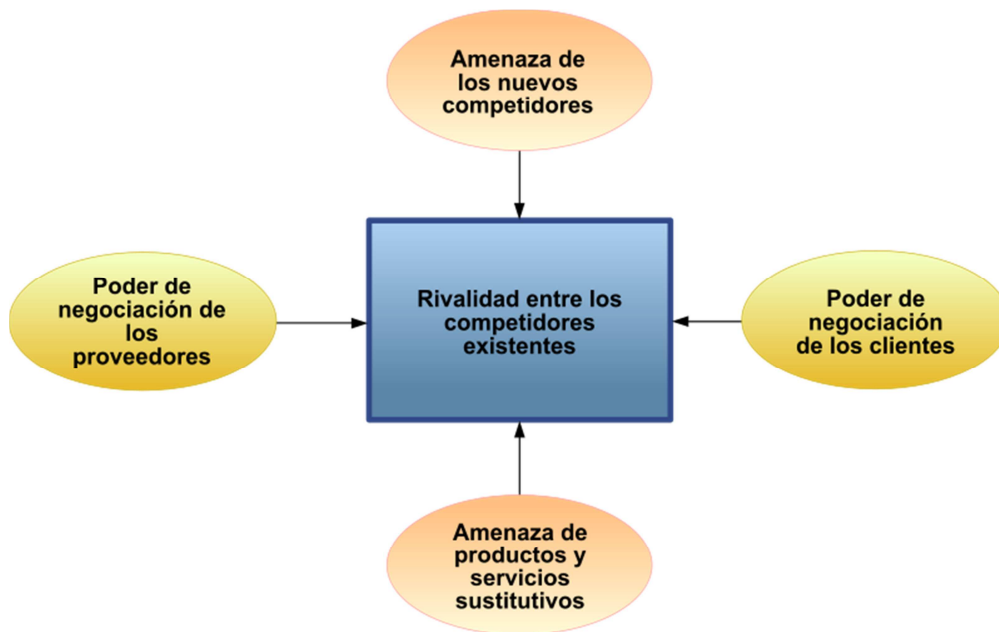 Amenaza de
los nuevos
competidores
Poder de
negociación de
los
proveedores
Rivalidad entre los
competidores
existentes
Poder de
negociación
de los clientes
Amenaza de
productos y
servicios
sustitutivos